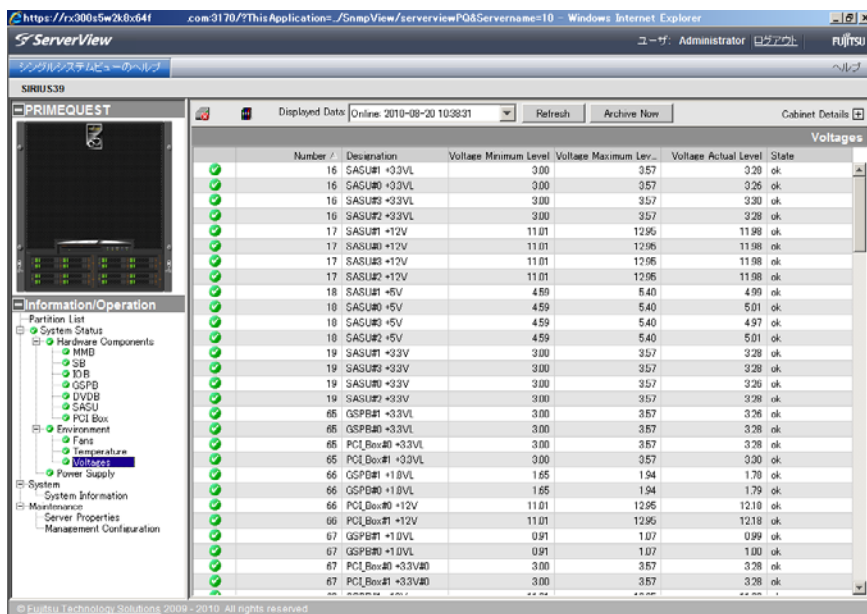 https://rx300s5w2k8x64f .com:3170/?ThisApplication=../SnmpView/serverviewPQ&Servername=10 - Windows Internet Explorer
ServerView ユーザ: Administrator ログアウト FUJITSU
シングルシステムビューのヘルプ ヘルプ
SIRIUS39
PRIMEQUEST
Displayed Data: Online: 2010-08-20 10:38:31 Refresh Archive Now Cabinet Details
Voltages
Number Designation Voltage Minimum Level Voltage Maximum Lev... Voltage Actual Level State
16 SASU#1 +3.3VL 3.00 3.57 3.28 ok
16 SASU#0 +3.3VL 3.00 3.57 3.26 ok
16 SASU#3 +3.3VL 3.00 3.57 3.30 ok
16 SASU#2 +3.3VL 3.00 3.57 3.28 ok
17 SASU#1 +12V 11.01 12.95 11.98 ok
17 SASU#0 +12V 11.01 12.95 11.98 ok
17 SASU#3 +12V 11.01 12.95 11.98 ok
17 SASU#2 +12V 11.01 12.95 11.98 ok
18 SASU#1 +5V 4.59 5.40 4.99 ok
18 SASU#0 +5V 4.59 5.40 5.01 ok
18 SASU#3 +5V 4.59 5.40 4.97 ok
18 SASU#2 +5V 4.59 5.40 5.01 ok
19 SASU#1 +3.3V 3.00 3.57 3.28 ok
19 SASU#3 +3.3V 3.00 3.57 3.28 ok
19 SASU#0 +3.3V 3.00 3.57 3.26 ok
19 SASU#2 +3.3V 3.00 3.57 3.28 ok
65 GSPB#1 +3.3VL 3.00 3.57 3.26 ok
65 GSPB#0 +3.3VL 3.00 3.57 3.28 ok
65 PCI_Box#0 +3.3VL 3.00 3.57 3.28 ok
65 PCI_Box#1 +3.3VL 3.00 3.57 3.30 ok
66 GSPB#1 +1.8VL 1.65 1.94 1.78 ok
66 GSPB#0 +1.8VL 1.65 1.94 1.79 ok
66 PCI_Box#0 +12V 11.01 12.95 12.18 ok
66 PCI_Box#1 +12V 11.01 12.95 12.18 ok
67 GSPB#1 +1.0VL 0.91 1.07 0.99 ok
67 GSPB#0 +1.0VL 0.91 1.07 1.00 ok
67 PCI_Box#0 +3.3V#0 3.00 3.57 3.28 ok
67 PCI_Box#1 +3.3V#0 3.00 3.57 3.28 ok
Information/Operation
Partition List
System Status
Hardware Components
MMB
SB
IOB
GSPB
DVDB
SASU
PCI Box
Environment
Fans
Temperature
Voltages
Power Supply
System
System Information
Maintenance
Server Properties
Management Configuration
© Fujitsu Technology Solutions 2009 - 2010 All rights reserved